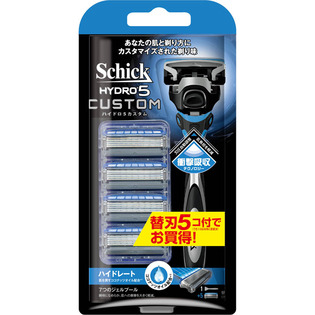 あなたの肌と剃り方に
カスタマイズされた剃り味
Schick
HYDRO 5
CUSTOM
ハイドロ5カスタム
衝撃吸収
テクノロジー
替刃5コ付で
お買得!
ハイドレート
7つのジェルプール